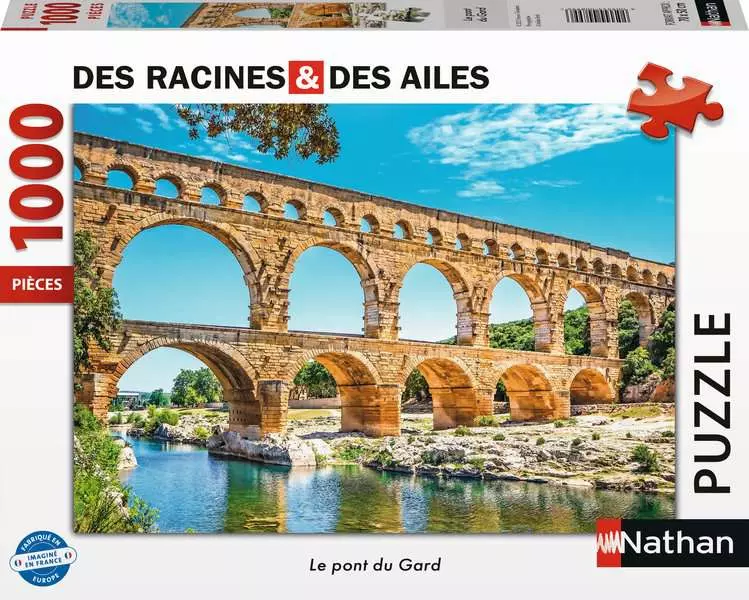 PUZZLE
1000
PIÈCES
Le pont
du Gard
Nathan
DES RACINES & DES AILES
1000
PIÈCES
PUZZLE
FABRIQUÉ EN
IMAGINÉ
EN FRANCE
EUROPE
Le pont du Gard
Nathan